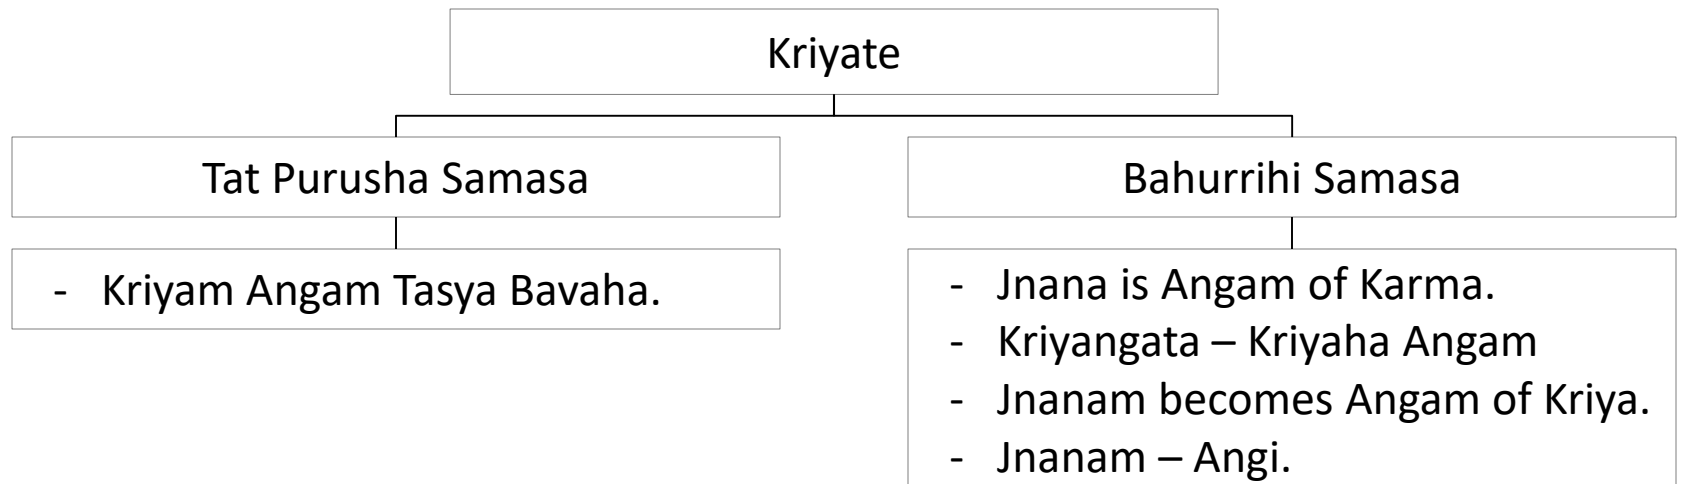 Kriyate
Tat Purusha Samasa
- Kriyam Angam Tasya Bavaha.
Bahurrihi Samasa
- Jnana is Angam of Karma.
- Kriyangata – Kriyaha Angam
- Jnanam becomes Angam of Kriya.
- Jnanam – Angi.